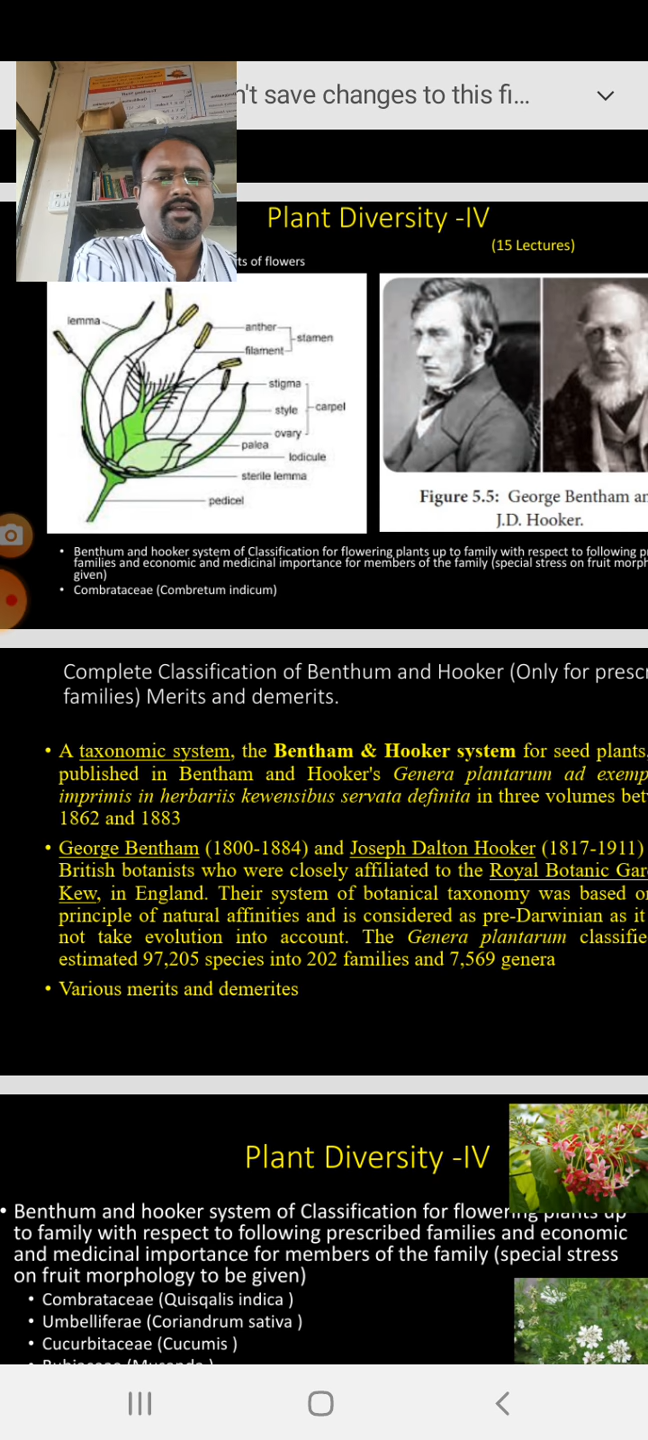 n't save changes to this fi...
Plant Diversity -IV
(15 Lectures)
ts of flowers
lemma
anther
stamen
filament
stigma
style
carpel
ovary
palea
lodicule
sterile lemma
pedicel
Figure 5.5: George Bentham an
J.D. Hooker.
• Benthum and hooker system of Classification for flowering plants up to family with respect to following p
families and economic and medicinal importance for members of the family (special stress on fruit morph
given)
• Combrataceae (Combretum indicum)
Complete Classification of Benthum and Hooker (Only for prescr
families) Merits and demerits.
• A taxonomic system, the Bentham & Hooker system for seed plants,
published in Bentham and Hooker's Genera plantarum ad exemp
imprimis in herbariis kewensibus servata definita in three volumes bet
1862 and 1883
• George Bentham (1800-1884) and Joseph Dalton Hooker (1817-1911)
British botanists who were closely affiliated to the Royal Botanic Gar
Kew, in England. Their system of botanical taxonomy was based o
principle of natural affinities and is considered as pre-Darwinian as it
not take evolution into account. The Genera plantarum classifie
estimated 97,205 species into 202 families and 7,569 genera
• Various merits and demerites
Plant Diversity -IV
• Benthum and hooker system of Classification for flowering plants up
to family with respect to following prescribed families and economic
and medicinal importance for members of the family (special stress
on fruit morphology to be given)
• Combrataceae (Quisqalis indica )
• Umbelliferae (Coriandrum sativa )
• Cucurbitaceae (Cucumis )